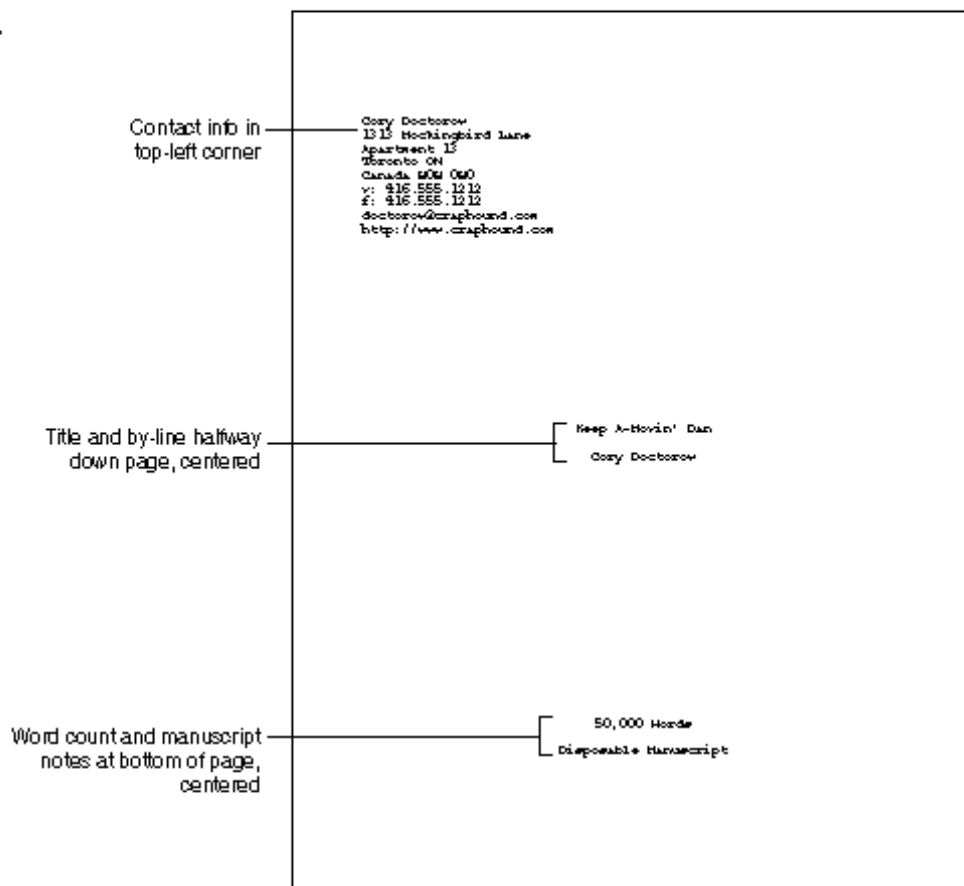 Contact info in
top-left corner
Cory Doctorow
1313 Mockingbird Lane
Apartment 13
Toronto ON
Canada M0M 0M0
v: 416.555.1212
f: 416.555.1212
doctorow@craphound.com
http://www.craphound.com
Title and by-line halfway
down page, centered
Keep A-Movin' Dan
Cory Doctorow
Word count and manuscript
notes at bottom of page,
centered
50,000 Words
Disposable Manuscript